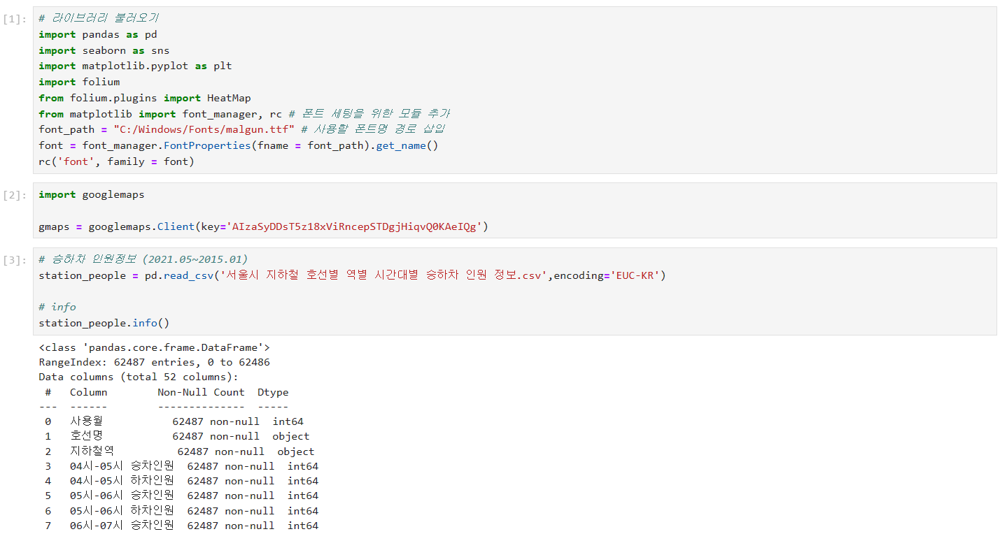 [1]:
# 라이브러리 불러오기
import pandas as pd
import seaborn as sns
import matplotlib.pyplot as plt
import folium
from folium.plugins import HeatMap
from matplotlib import font_manager, rc # 폰트 세팅을 위한 모듈 추가
font_path = "C:/Windows/Fonts/malgun.ttf" # 사용할 폰트명 경로 삽입
font = font_manager.FontProperties(fname = font_path).get_name()
rc('font', family = font)
[2]:
import googlemaps
gmaps = googlemaps.Client(key='AIzaSyDDsT5z18xViRncepSTDgjHiqvQ0KAeIQg')
[3]:
# 승하차 인원정보 (2021.05~2015.01)
station_people = pd.read_csv('서울시 지하철 호선별 역별 시간대별 승하차 인원 정보.csv',encoding='EUC-KR')
# info
station_people.info()
<class 'pandas.core.frame.DataFrame'>
RangeIndex: 62487 entries, 0 to 62486
Data columns (total 52 columns):
 #   Column        Non-Null Count  Dtype
---  ------        --------------  -----
 0   사용월           62487 non-null  int64
 1   호선명           62487 non-null  object
 2   지하철역          62487 non-null  object
 3   04시-05시 승차인원  62487 non-null  int64
 4   04시-05시 하차인원  62487 non-null  int64
 5   05시-06시 승차인원  62487 non-null  int64
 6   05시-06시 하차인원  62487 non-null  int64
 7   06시-07시 승차인원  62487 non-null  int64